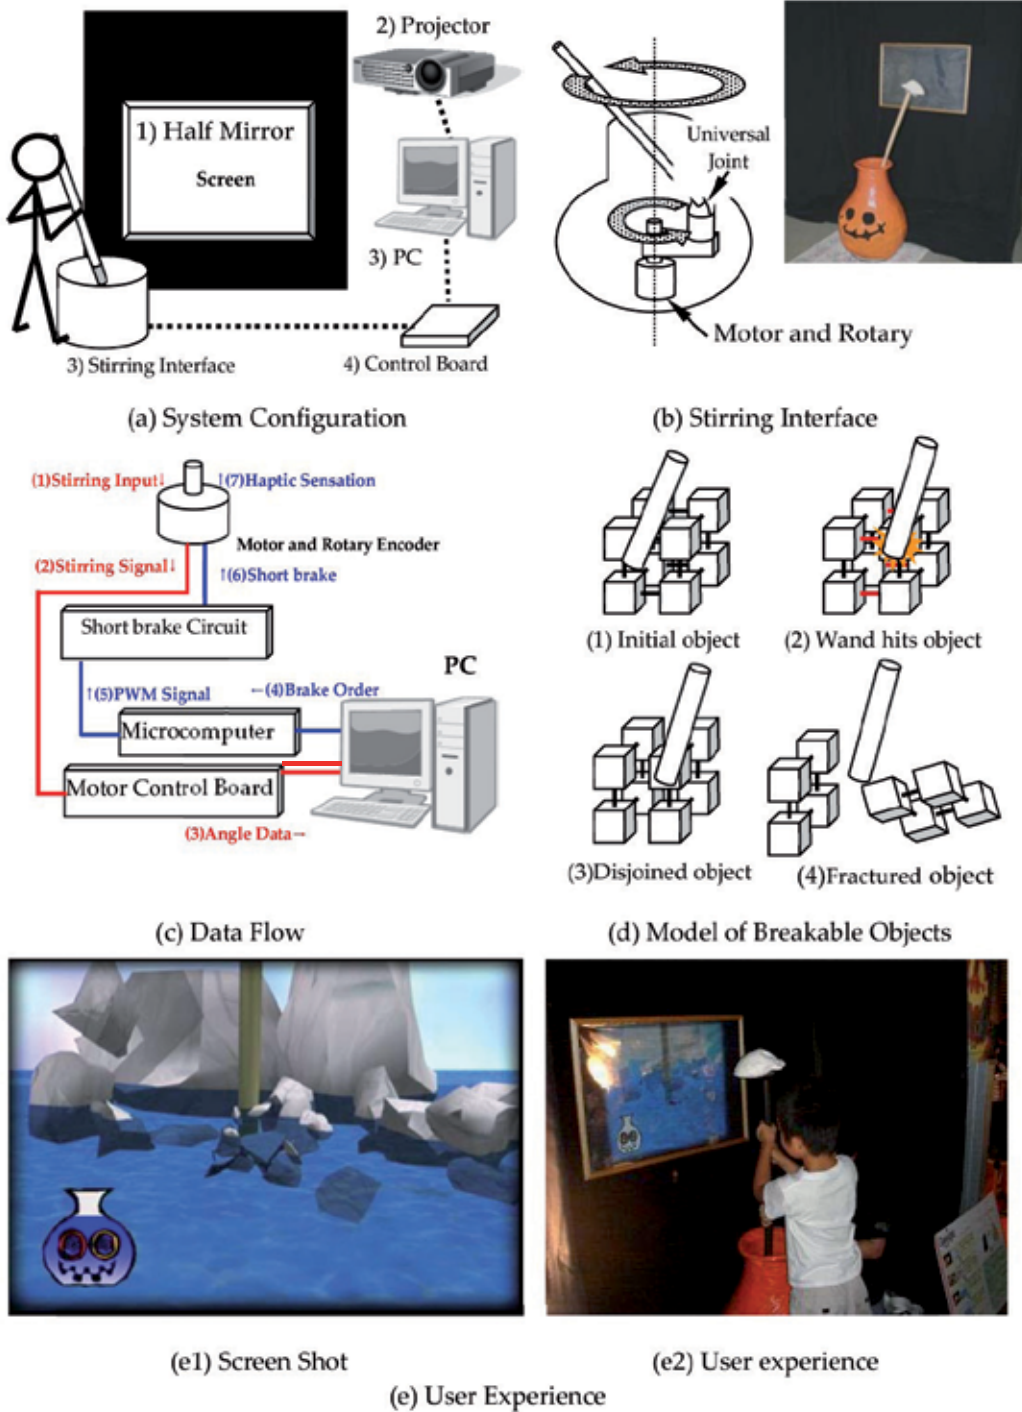 2) Projector
1) Half Mirror
Screen
3) PC
3) Stirring Interface
4) Control Board
(a) System Configuration
Universal
Joint
Motor and Rotary
(b) Stirring Interface
(1)Stirring Input↓
↑(7)Haptic Sensation
Motor and Rotary Encoder
(2)Stirring Signal↓
↑(6)Short brake
Short brake Circuit
PC
↑(5)PWM Signal
←(4)Brake Order
Microcomputer
Motor Control Board
(3)Angle Data→
(c) Data Flow
(1) Initial object
(2) Wand hits object
(3)Disjoined object
(4)Fractured object
(d) Model of Breakable Objects
(e1) Screen Shot
(e2) User experience
(e) User Experience